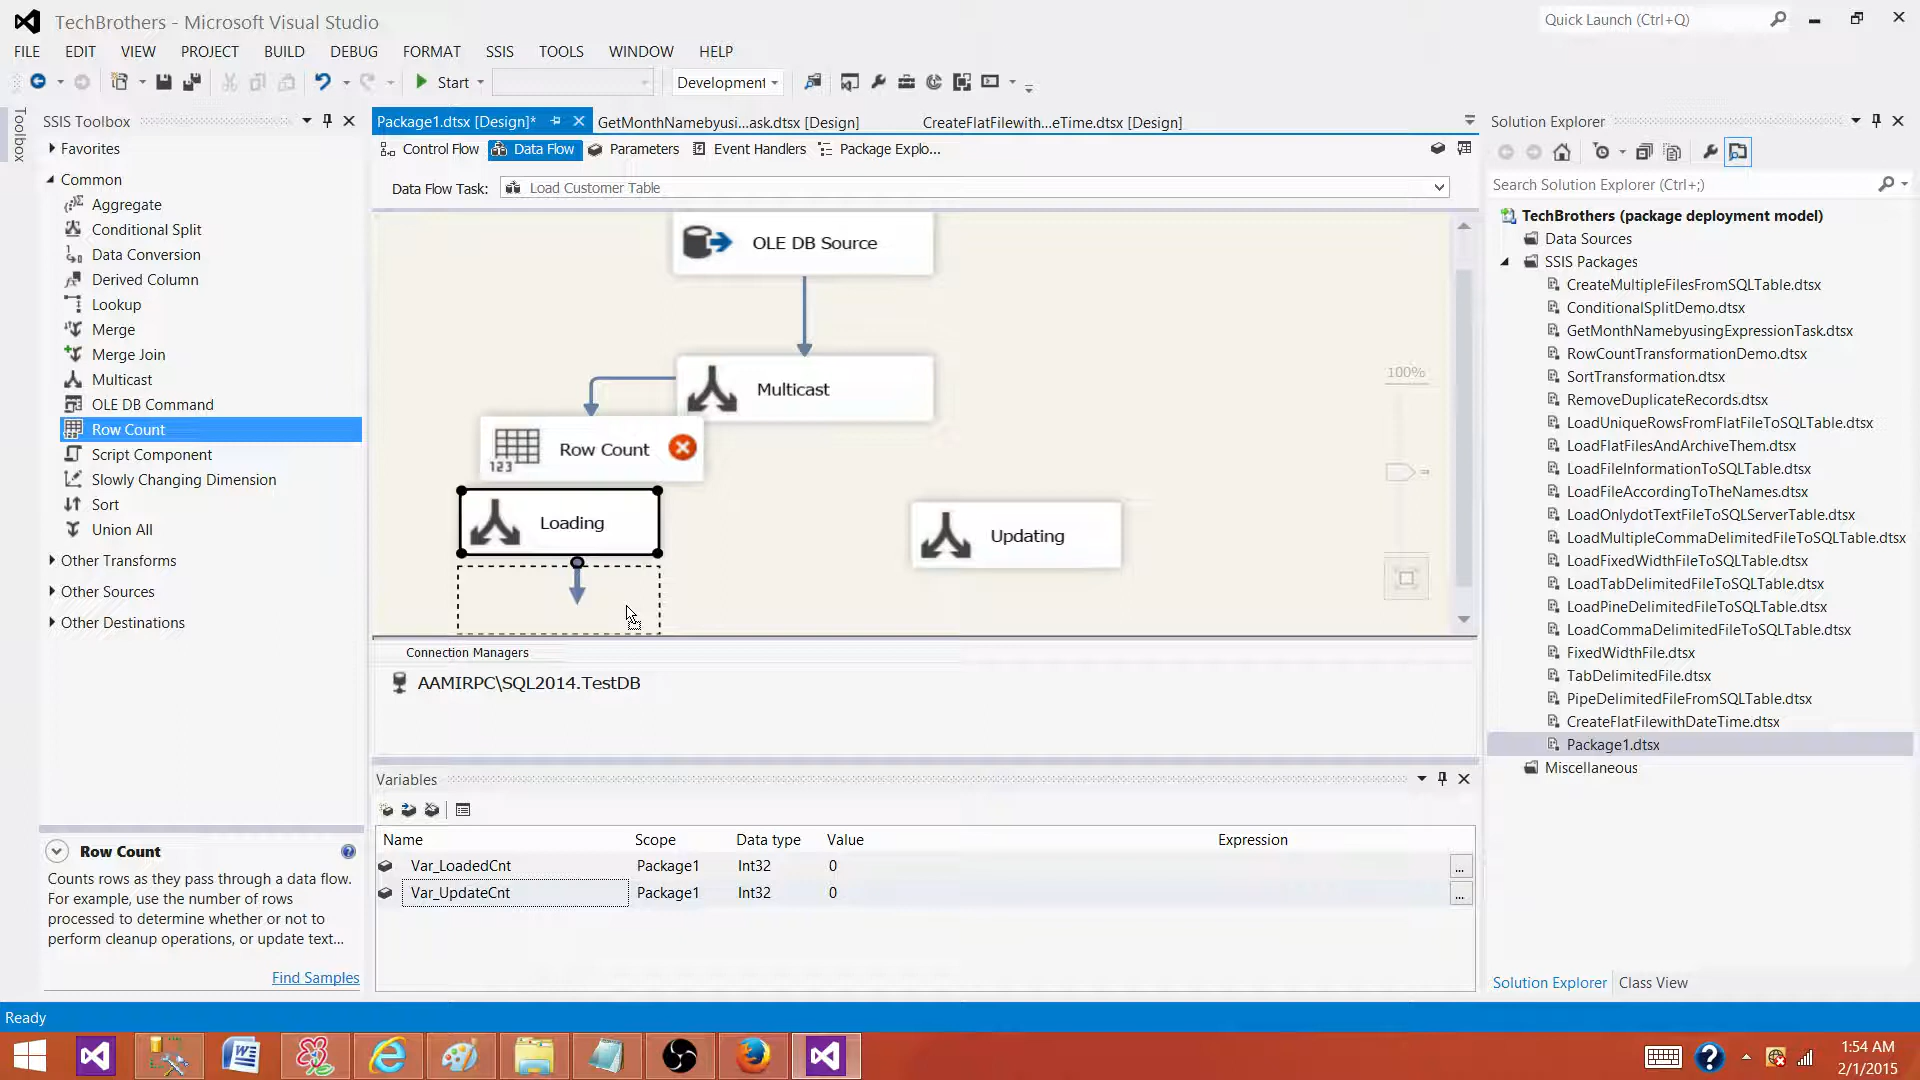 TechBrothers - Microsoft Visual Studio
Quick Launch (Ctrl+Q)
FILE EDIT VIEW PROJECT BUILD DEBUG FORMAT SSIS TOOLS WINDOW HELP
Start Development
Toolbox
SSIS Toolbox
Favorites
Common
Aggregate
Conditional Split
Data Conversion
Derived Column
Lookup
Merge
Merge Join
Multicast
OLE DB Command
Row Count
Script Component
Slowly Changing Dimension
Sort
Union All
Other Transforms
Other Sources
Other Destinations
Row Count
Counts rows as they pass through a data flow.
For example, use the number of rows
processed to determine whether or not to
perform cleanup operations, or update text...
Find Samples
Package1.dtsx [Design]* GetMonthNamebyusi...ask.dtsx [Design] CreateFlatFilewith...eTime.dtsx [Design]
Control Flow Data Flow Parameters Event Handlers Package Explo...
Data Flow Task: Load Customer Table
OLE DB Source
Multicast
100%
123 Row Count
Loading
Updating
Connection Managers
AAMIRPC\SQL2014.TestDB
Variables
Name Scope Data type Value Expression
Var_LoadedCnt Package1 Int32 0 ...
Var_UpdateCnt Package1 Int32 0 ...
Solution Explorer
Search Solution Explorer (Ctrl+;)
TechBrothers (package deployment model)
Data Sources
SSIS Packages
CreateMultipleFilesFromSQLTable.dtsx
ConditionalSplitDemo.dtsx
GetMonthNamebyusingExpressionTask.dtsx
RowCountTransformationDemo.dtsx
SortTransformation.dtsx
RemoveDuplicateRecords.dtsx
LoadUniqueRowsFromFlatFileToSQLTable.dtsx
LoadFlatFilesAndArchiveThem.dtsx
LoadFileInformationToSQLTable.dtsx
LoadFileAccordingToTheNames.dtsx
LoadOnlydotTextFileToSQLServerTable.dtsx
LoadMultipleCommaDelimitedFileToSQLTable.dtsx
LoadFixedWidthFileToSQLTable.dtsx
LoadTabDelimitedFileToSQLTable.dtsx
LoadPineDelimitedFileToSQLTable.dtsx
LoadCommaDelimitedFileToSQLTable.dtsx
FixedWidthFile.dtsx
TabDelimitedFile.dtsx
PipeDelimitedFileFromSQLTable.dtsx
CreateFlatFilewithDateTime.dtsx
Package1.dtsx
Miscellaneous
Solution Explorer Class View
Ready
1:54 AM
2/1/2015